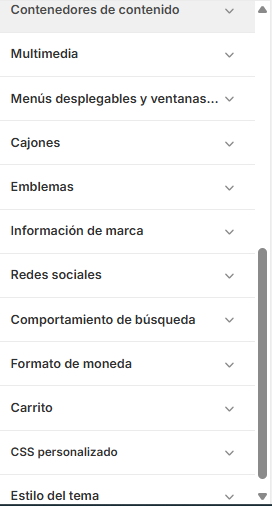 Contenedores de contenido
Multimedia
Menús desplegables y ventanas...
Cajones
Emblemas
Información de marca
Redes sociales
Comportamiento de búsqueda
Formato de moneda
Carrito
CSS personalizado
Estilo del tema